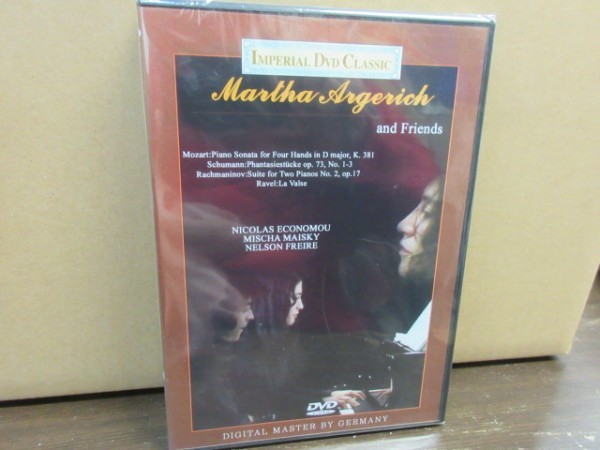 IMPERIAL DVD CLASSIC
Martha Argerich
and Friends
Mozart:Piano Sonata for Four Hands in D major, K. 381
Schumann:Phantasiestücke op. 73, No. 1-3
Rachmaninov:Suite for Two Pianos No. 2, op.17
Ravel:La Valse
NICOLAS ECONOMOU
MISCHA MAISKY
NELSON FREIRE
DVD
DIGITAL MASTER BY GERMANY